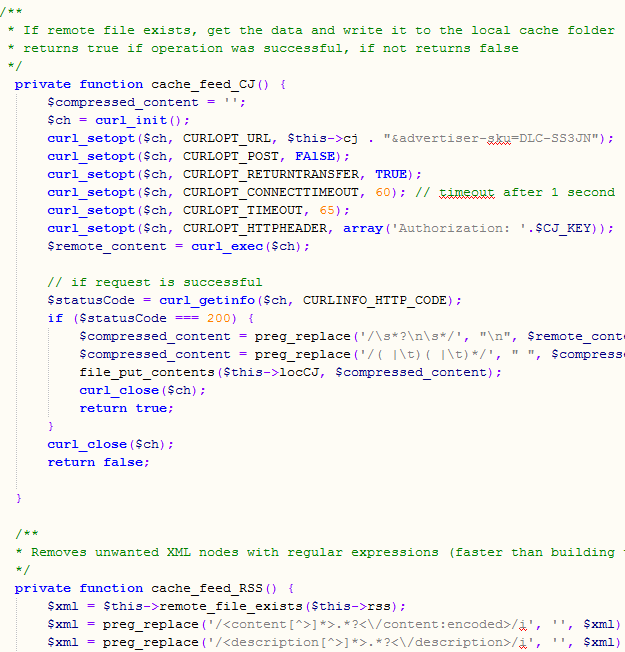 /**
 * If remote file exists, get the data and write it to the local cache folder
 * returns true if operation was successful, if not returns false
 */
private function cache_feed_CJ() {
$compressed_content = '';
$ch = curl_init();
curl_setopt($ch, CURLOPT_URL, $this->cj . "&advertiser-sku=DLC-SS3JN");
curl_setopt($ch, CURLOPT_POST, FAlSE);
curl_setopt($ch, CURLOPT_RETURNTRANSFER, TRUE);
curl_setopt($ch, CURLOPT_CONNECTTIMEOUT, 60); // timeout after 1 second
curl_setopt($ch, CURLOPT_TIMEOUT, 65);
curl_setopt($ch, CURLOPT_HTTPHEADER, array('Authorization: '.$CJ_KEY));
$remote_content = curl_exec($ch);
// if request is successful
$statusCode = curl_getinfo($ch, CURLINFO_HTTP_CODE);
if ($statusCode === 200) {
$compressed_content = preg_replace('/\s*?\n\s*/', "\n", $remote_conte
$compressed_content = preg_replace('/( |\t)( |\t)*/', " ", $compresse
file_put_contents($this->locCJ, $compressed_content);
curl_close($ch);
return true;
}
curl_close($ch);
return false;
}
/**
 * Removes unwanted XML nodes with regular expressions (faster than building
 */
private function cache_feed_RSS() {
$xml = $this->remote_file_exists($this->rss);
$xml = preg_replace('/<content[^>]*>.*?<\/content:encoded>/i', '', $xml)
$xml = preg_replace('/<description[^>]*>.*?<\/description>/i', '', $xml)